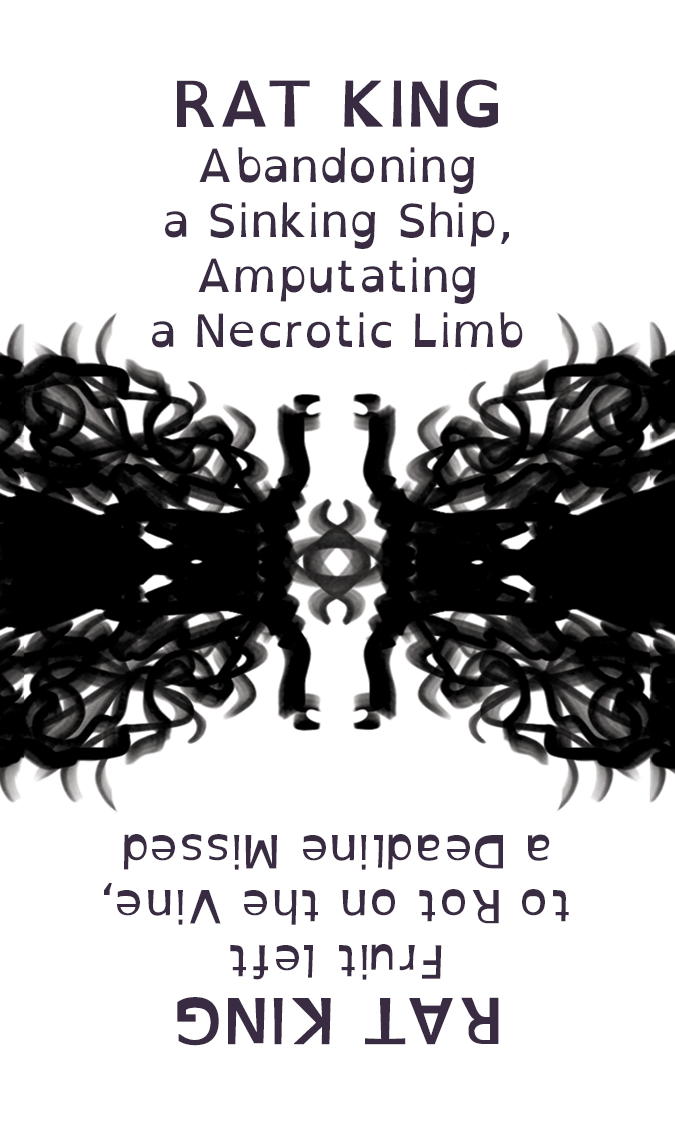 RAT KING
Abandoning
a Sinking Ship,
Amputating
a Necrotic Limb
RAT KING
Fruit left
to Rot on the Vine,
a Deadline Missed